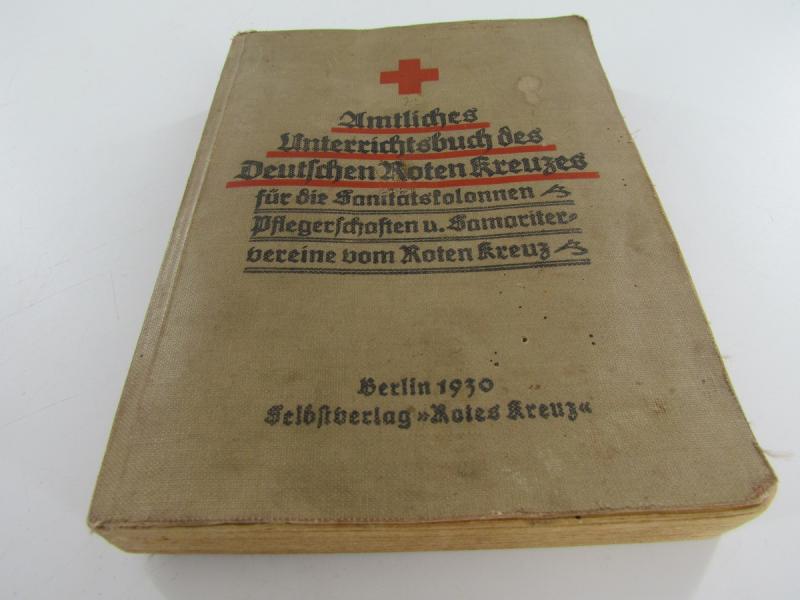 Amtliches
Unterrichtsbuch des
Deutschen Roten Kreuzes
für die Sanitätskolonnen
Pflegerschaften u. Samariter-
vereine vom Roten Kreuz
Berlin 1930
Selbstverlag »Rotes Kreuz«